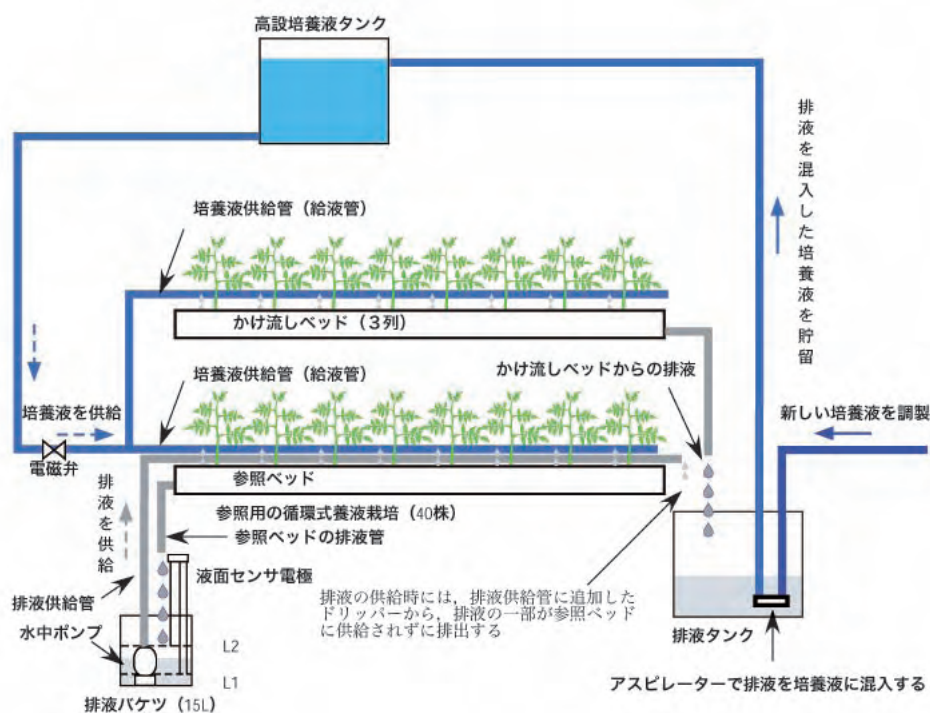 高設培養液タンク
排液を混入した培養液を貯留
培養液供給管（給液管）
かけ流しベッド（３列）
かけ流しベッドからの排液
培養液供給管（給液管）
培養液を供給
新しい培養液を調製
電磁弁
参照ベッド
排液を供給
参照用の循環式養液栽培（40株）
参照ベッドの排液管
液面センサ電極
排液の供給時には，排液供給管に追加した
ドリッパーから，排液の一部が参照ベッド
に供給されずに排出する
排液供給管
水中ポンプ
L2
L1
排液タンク
排液バケツ（15L）
アスピレーターで排液を培養液に混入する